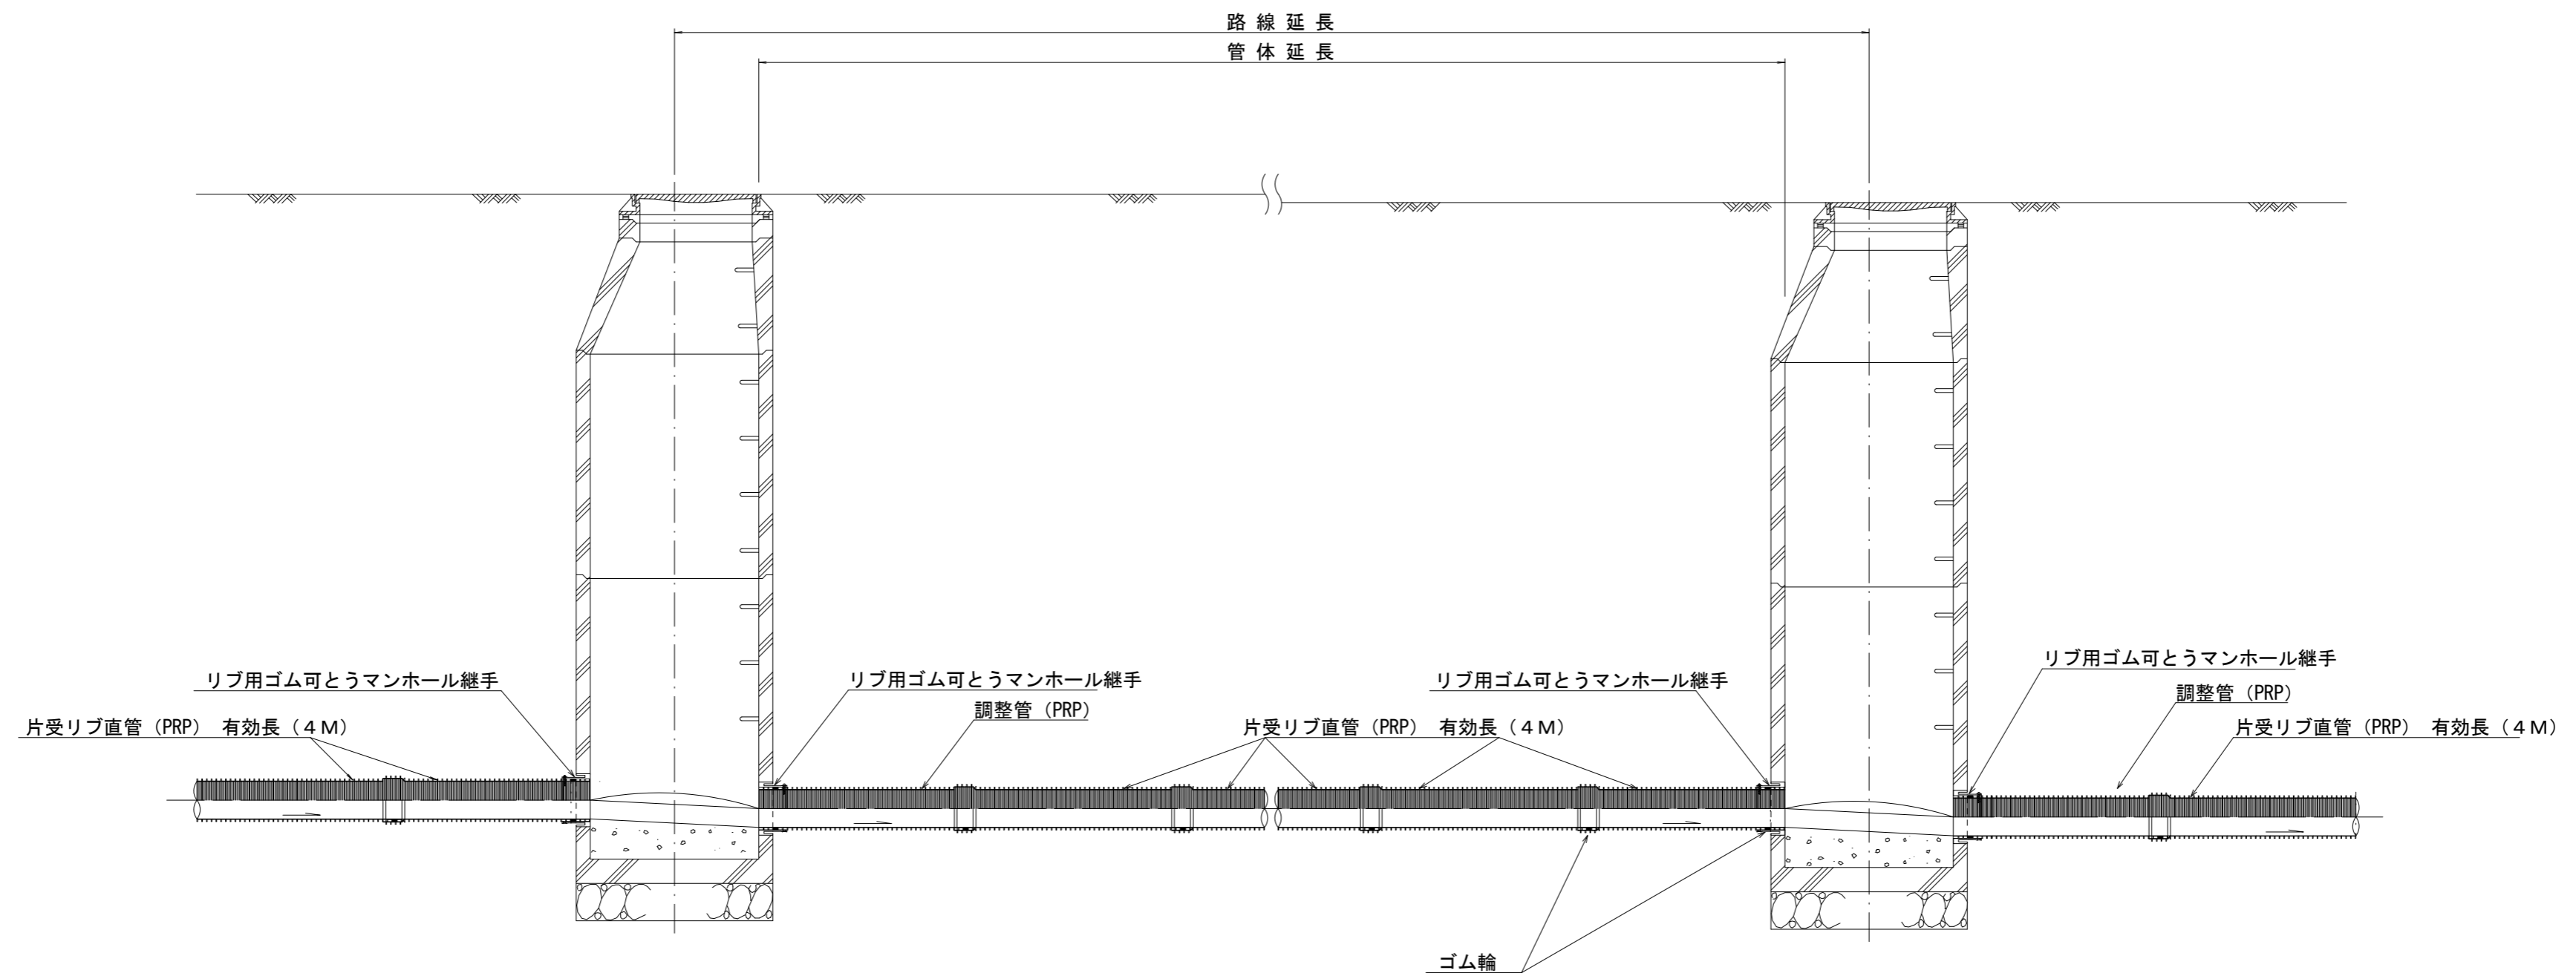 路線延長
管体延長
リブ用ゴム可とうマンホール継手
リブ用ゴム可とうマンホール継手
リブ用ゴム可とうマンホール継手
リブ用ゴム可とうマンホール継手
調整管（PRP）
調整管（PRP）
片受リブ直管（PRP）　有効長（４Ｍ）
片受リブ直管（PRP）　有効長（４Ｍ）
片受リブ直管（PRP）　有効長（４Ｍ）
ゴム輪